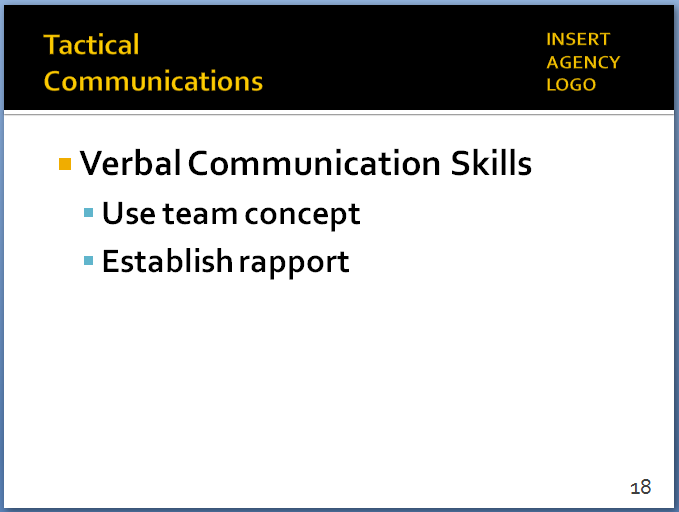 Tactical
Communications
INSERT
AGENCY
LOGO
Verbal Communication Skills
Use team concept
Establish rapport
18